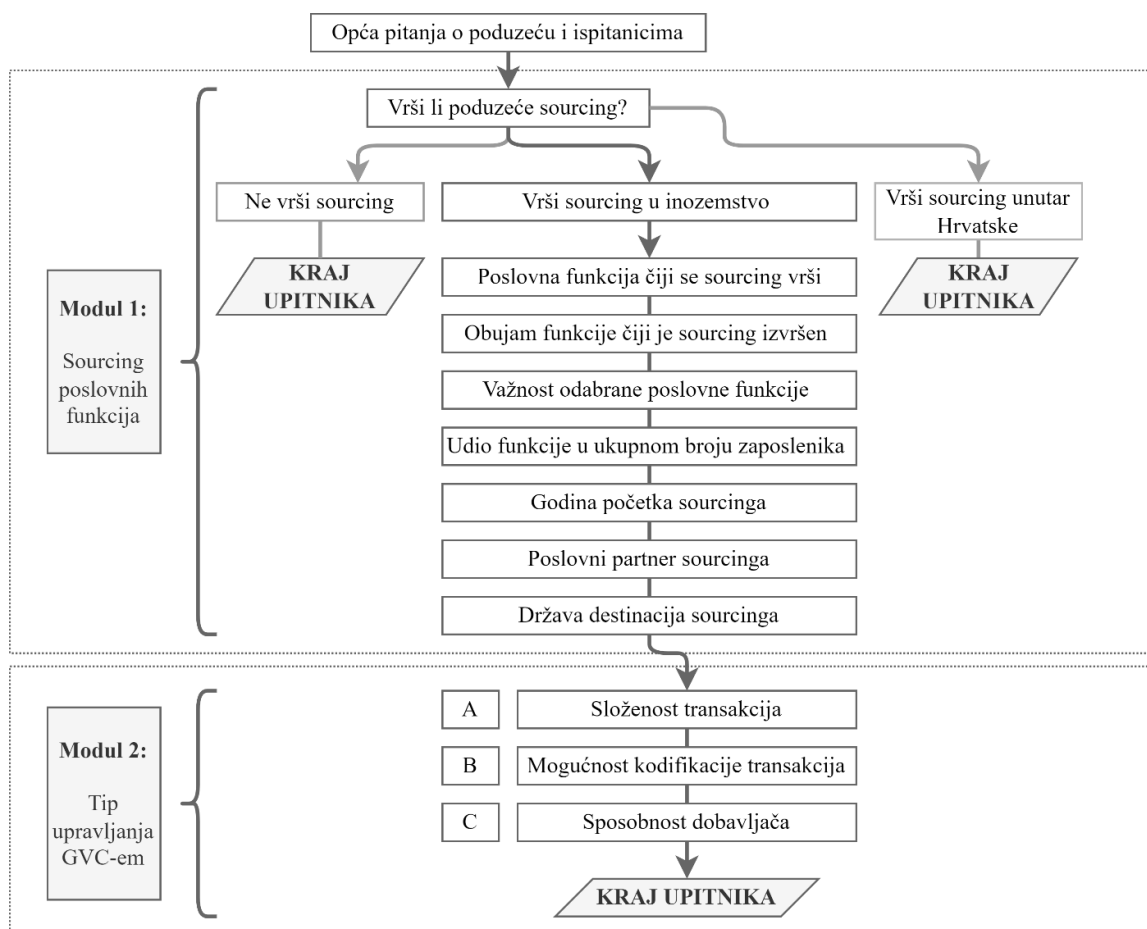 Opća pitanja o poduzeću i ispitanicima
Vrši li poduzeće sourcing?
Ne vrši sourcing
Vrši sourcing u inozemstvo
Vrši sourcing unutar
Hrvatske
KRAJ
UPITNIKA
KRAJ
UPITNIKA
Modul 1:
Sourcing
poslovnih
funkcija
Poslovna funkcija čiji se sourcing vrši
Obujam funkcije čiji je sourcing izvršen
Važnost odabrane poslovne funkcije
Udio funkcije u ukupnom broju zaposlenika
Godina početka sourcinga
Poslovni partner sourcinga
Država destinacija sourcinga
Modul 2:
Tip
upravljanja
GVC-em
A
Složenost transakcija
B
Mogućnost kodifikacije transakcija
C
Sposobnost dobavljača
KRAJ UPITNIKA